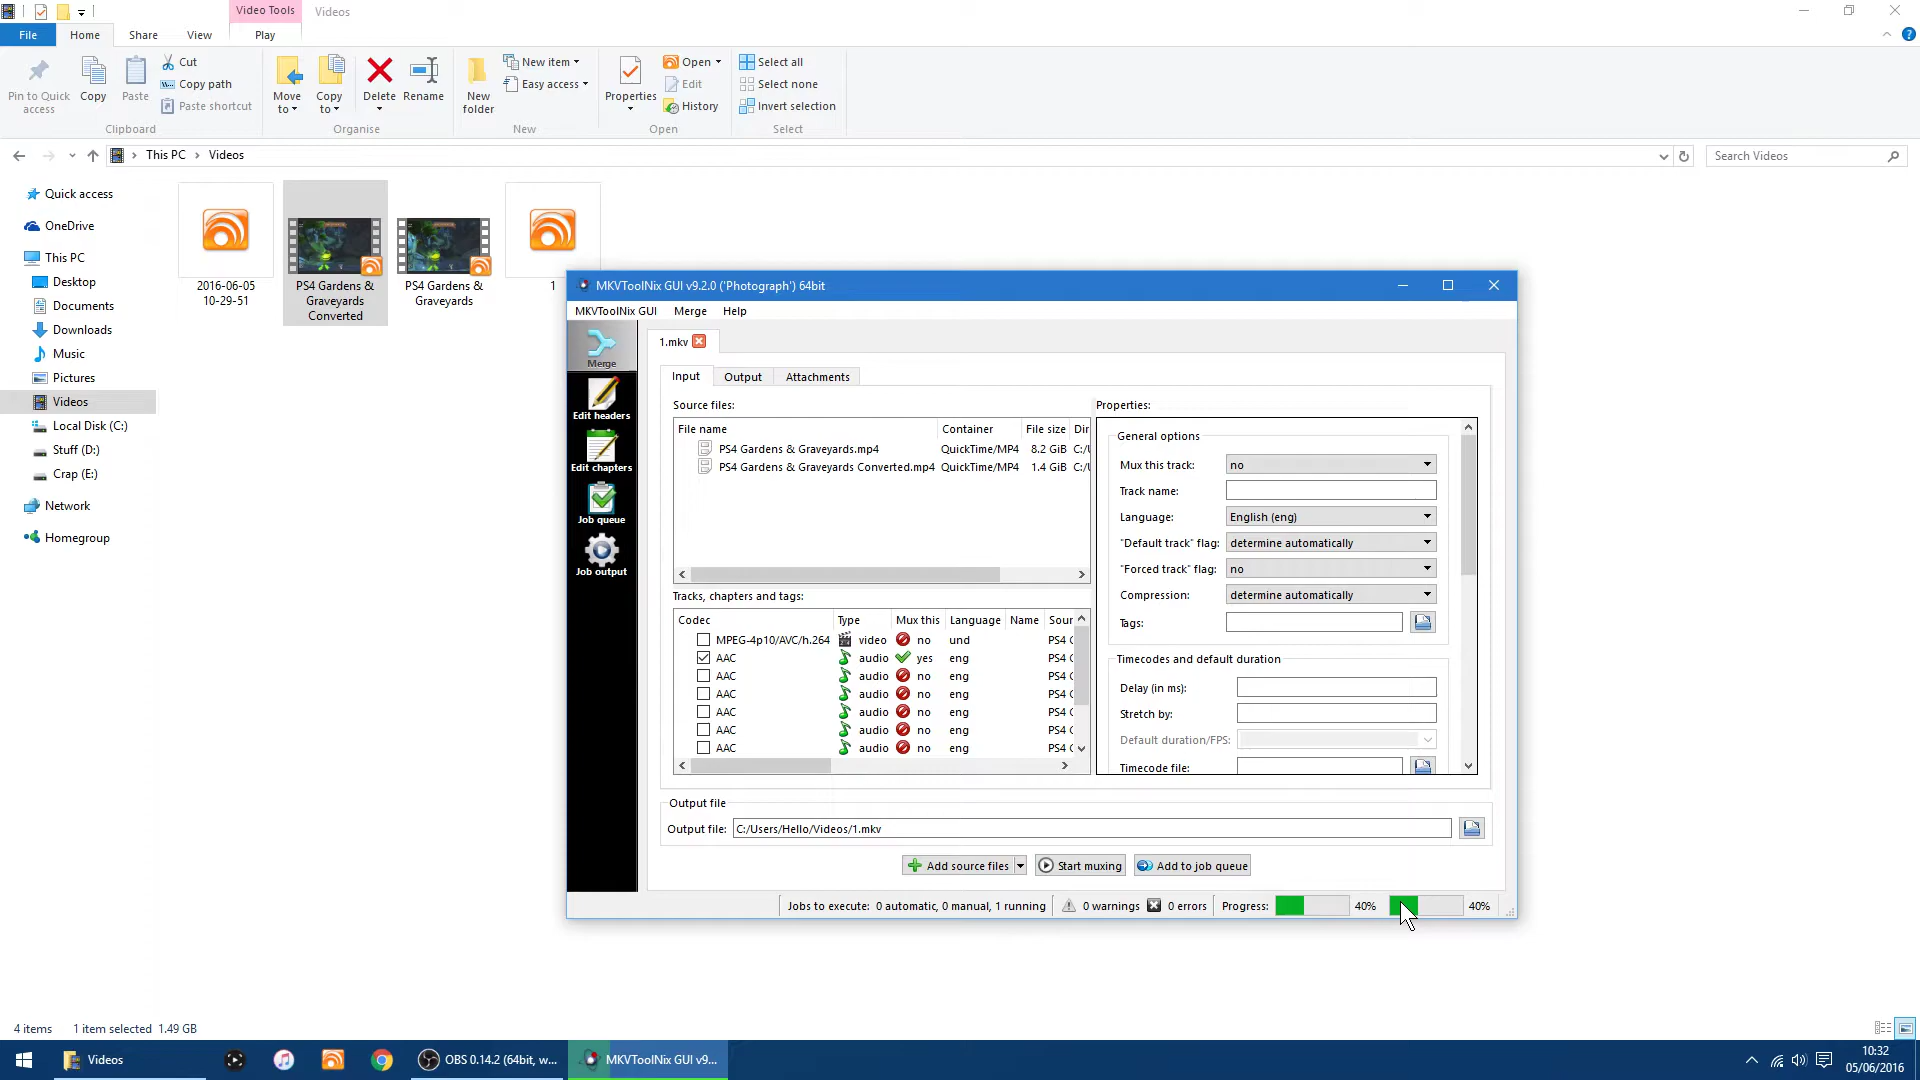 Video Tools
Videos
File
Home
Share
View
Play
Pin to Quick
access
Copy
Paste
Cut
Copy path
Paste shortcut
Clipboard
Move
to
Copy
to
Delete
Rename
Organise
New
folder
New item
Easy access
New
Properties
Open
Edit
History
Open
Select all
Select none
Invert selection
Select
This PC
Videos
Search Videos
Quick access
OneDrive
This PC
Desktop
Documents
Downloads
Music
Pictures
Videos
Local Disk (C:)
Stuff (D:)
Crap (E:)
Network
Homegroup
2016-06-05
10-29-51
PS4 Gardens &
Graveyards
Converted
PS4 Gardens &
Graveyards
1
MKVToolNix GUI v9.2.0 ('Photograph') 64bit
MKVToolNix GUI
Merge
Help
Merge
Edit headers
Edit chapters
Job queue
Job output
1.mkv
Input
Output
Attachments
Source files:
File name Container File size Dir
PS4 Gardens & Graveyards.mp4 QuickTime/MP4 8.2 GiB C:/
PS4 Gardens & Graveyards Converted.mp4 QuickTime/MP4 1.4 GiB C:/
Tracks, chapters and tags:
Codec Type Mux this Language Name Sour
MPEG-4p10/AVC/h.264 video no und PS4
AAC audio yes eng PS4
AAC audio no eng PS4
AAC audio no eng PS4
AAC audio no eng PS4
AAC audio no eng PS4
AAC audio no eng PS4
Properties:
General options
Mux this track: no
Track name:
Language: English (eng)
"Default track" flag: determine automatically
"Forced track" flag: no
Compression: determine automatically
Tags:
Timecodes and default duration
Delay (in ms):
Stretch by:
Default duration/FPS:
Timecode file:
Output file
Output file: C:/Users/Hello/Videos/1.mkv
Add source files
Start muxing
Add to job queue
Jobs to execute: 0 automatic, 0 manual, 1 running
0 warnings
0 errors
Progress:
40%
40%
4 items
1 item selected 1.49 GB
Videos
OBS 0.14.2 (64bit, w...
MKVToolNix GUI v9...
10:32
05/06/2016